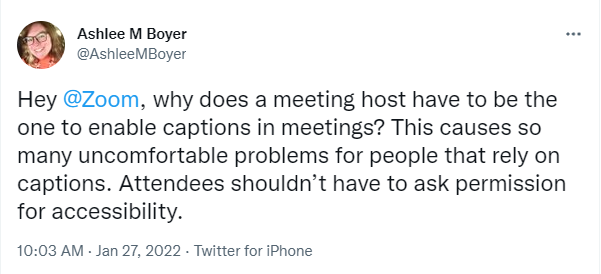 Ashlee M Boyer
@AshleeMBoyer
Hey @Zoom, why does a meeting host have to be the
one to enable captions in meetings? This causes so
many uncomfortable problems for people that rely on
captions. Attendees shouldn’t have to ask permission
for accessibility.
10:03 AM · Jan 27, 2022 · Twitter for iPhone